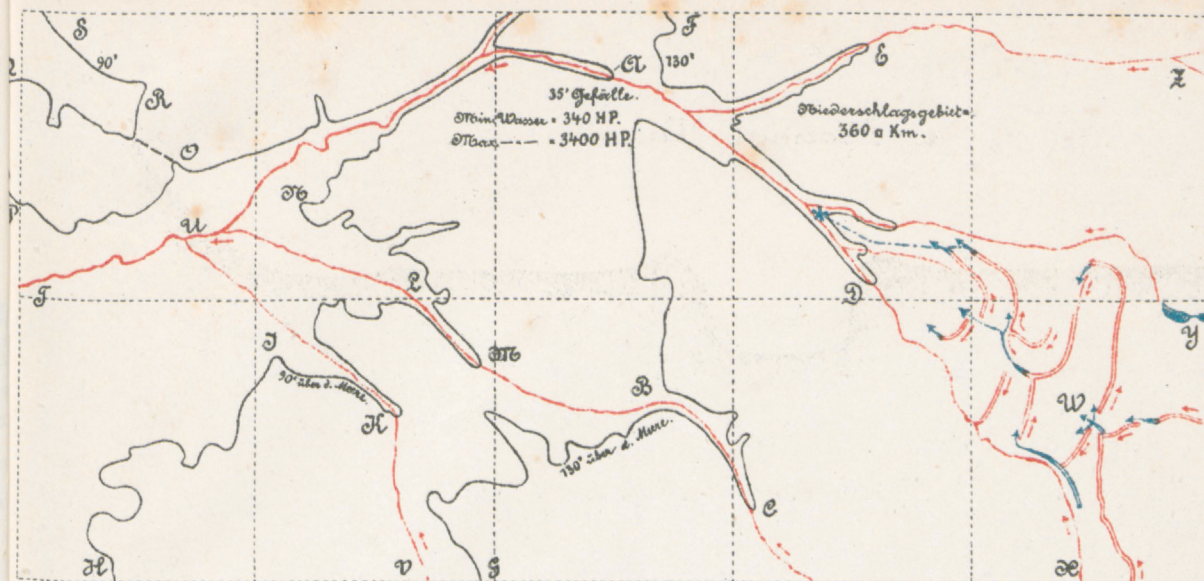 S
F
90'
A
130'
E
Z
R
35' Gefälle.
Min. Wasser = 340 HP.
Max. —·— = 3400 HP.
Niederschlagsgebiet =
360 a Km.
O
N
P
U
T
L
D
Y
J
M
90' über d. Meere.
B
W
K
130' über d. Meere.
C
H
V
G
X